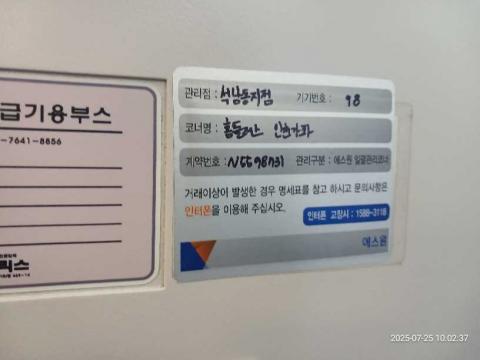 급기용부스
-7641-8856
릭스
관리점 : 석남동지점 기기번호 : 98
코너명 : 홈플러스 인천가좌
계약번호 : 관리구분 : 에스원 일괄관리코너
거래이상이 발생한 경우 명세표를 참고 하시고 문의사항은
인터폰을 이용해 주십시오.
인터폰 고장시 : 1588-3118
에스원
2025-07-25 10:02:37